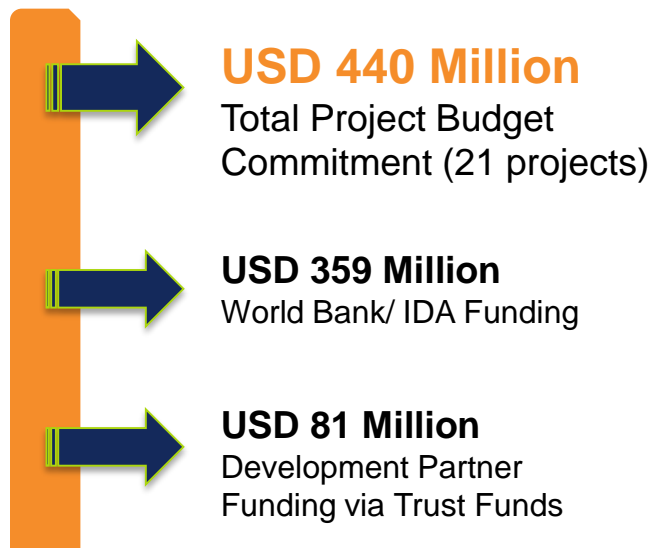 USD 440 Million
Total Project Budget
Commitment (21 projects)
USD 359 Million
World Bank/ IDA Funding
USD 81 Million
Development Partner
Funding via Trust Funds